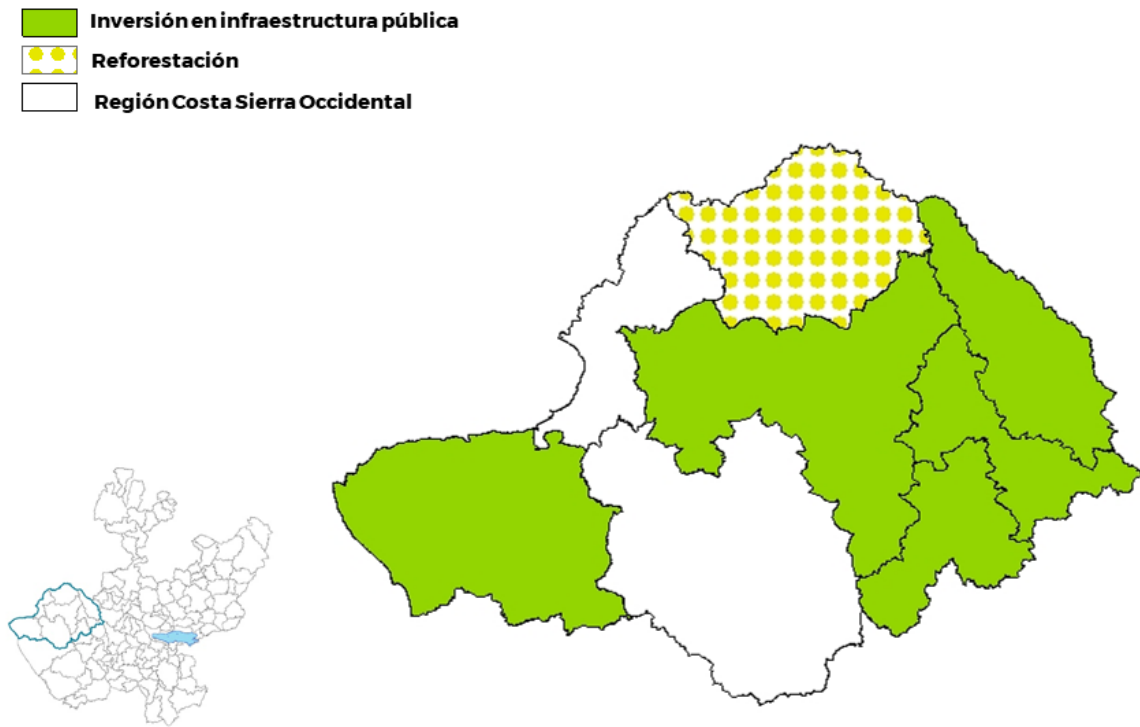 Inversión en infraestructura pública
Reforestación
Región Costa Sierra Occidental